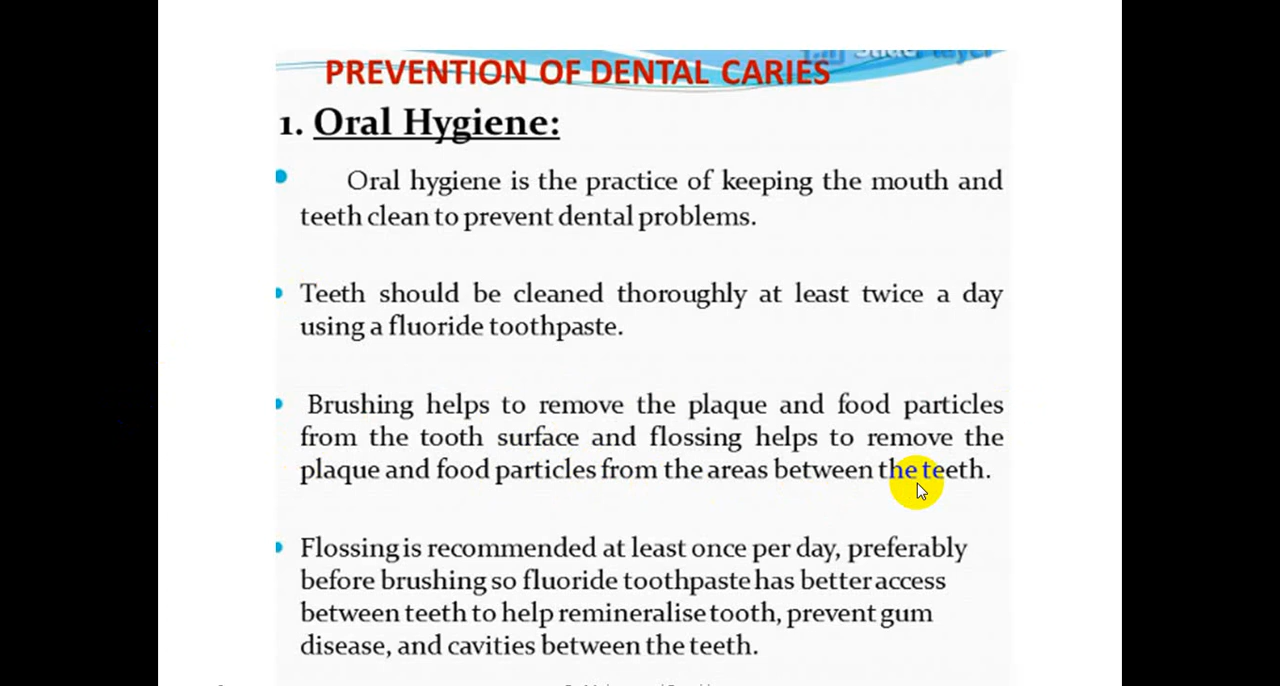 PREVENTION OF DENTAL CARIES
1. Oral Hygiene:
Oral hygiene is the practice of keeping the mouth and
teeth clean to prevent dental problems.
Teeth should be cleaned thoroughly at least twice a day
using a fluoride toothpaste.
Brushing helps to remove the plaque and food particles
from the tooth surface and flossing helps to remove the
plaque and food particles from the areas between the teeth.
Flossing is recommended at least once per day, preferably
before brushing so fluoride toothpaste has better access
between teeth to help remineralise tooth, prevent gum
disease, and cavities between the teeth.